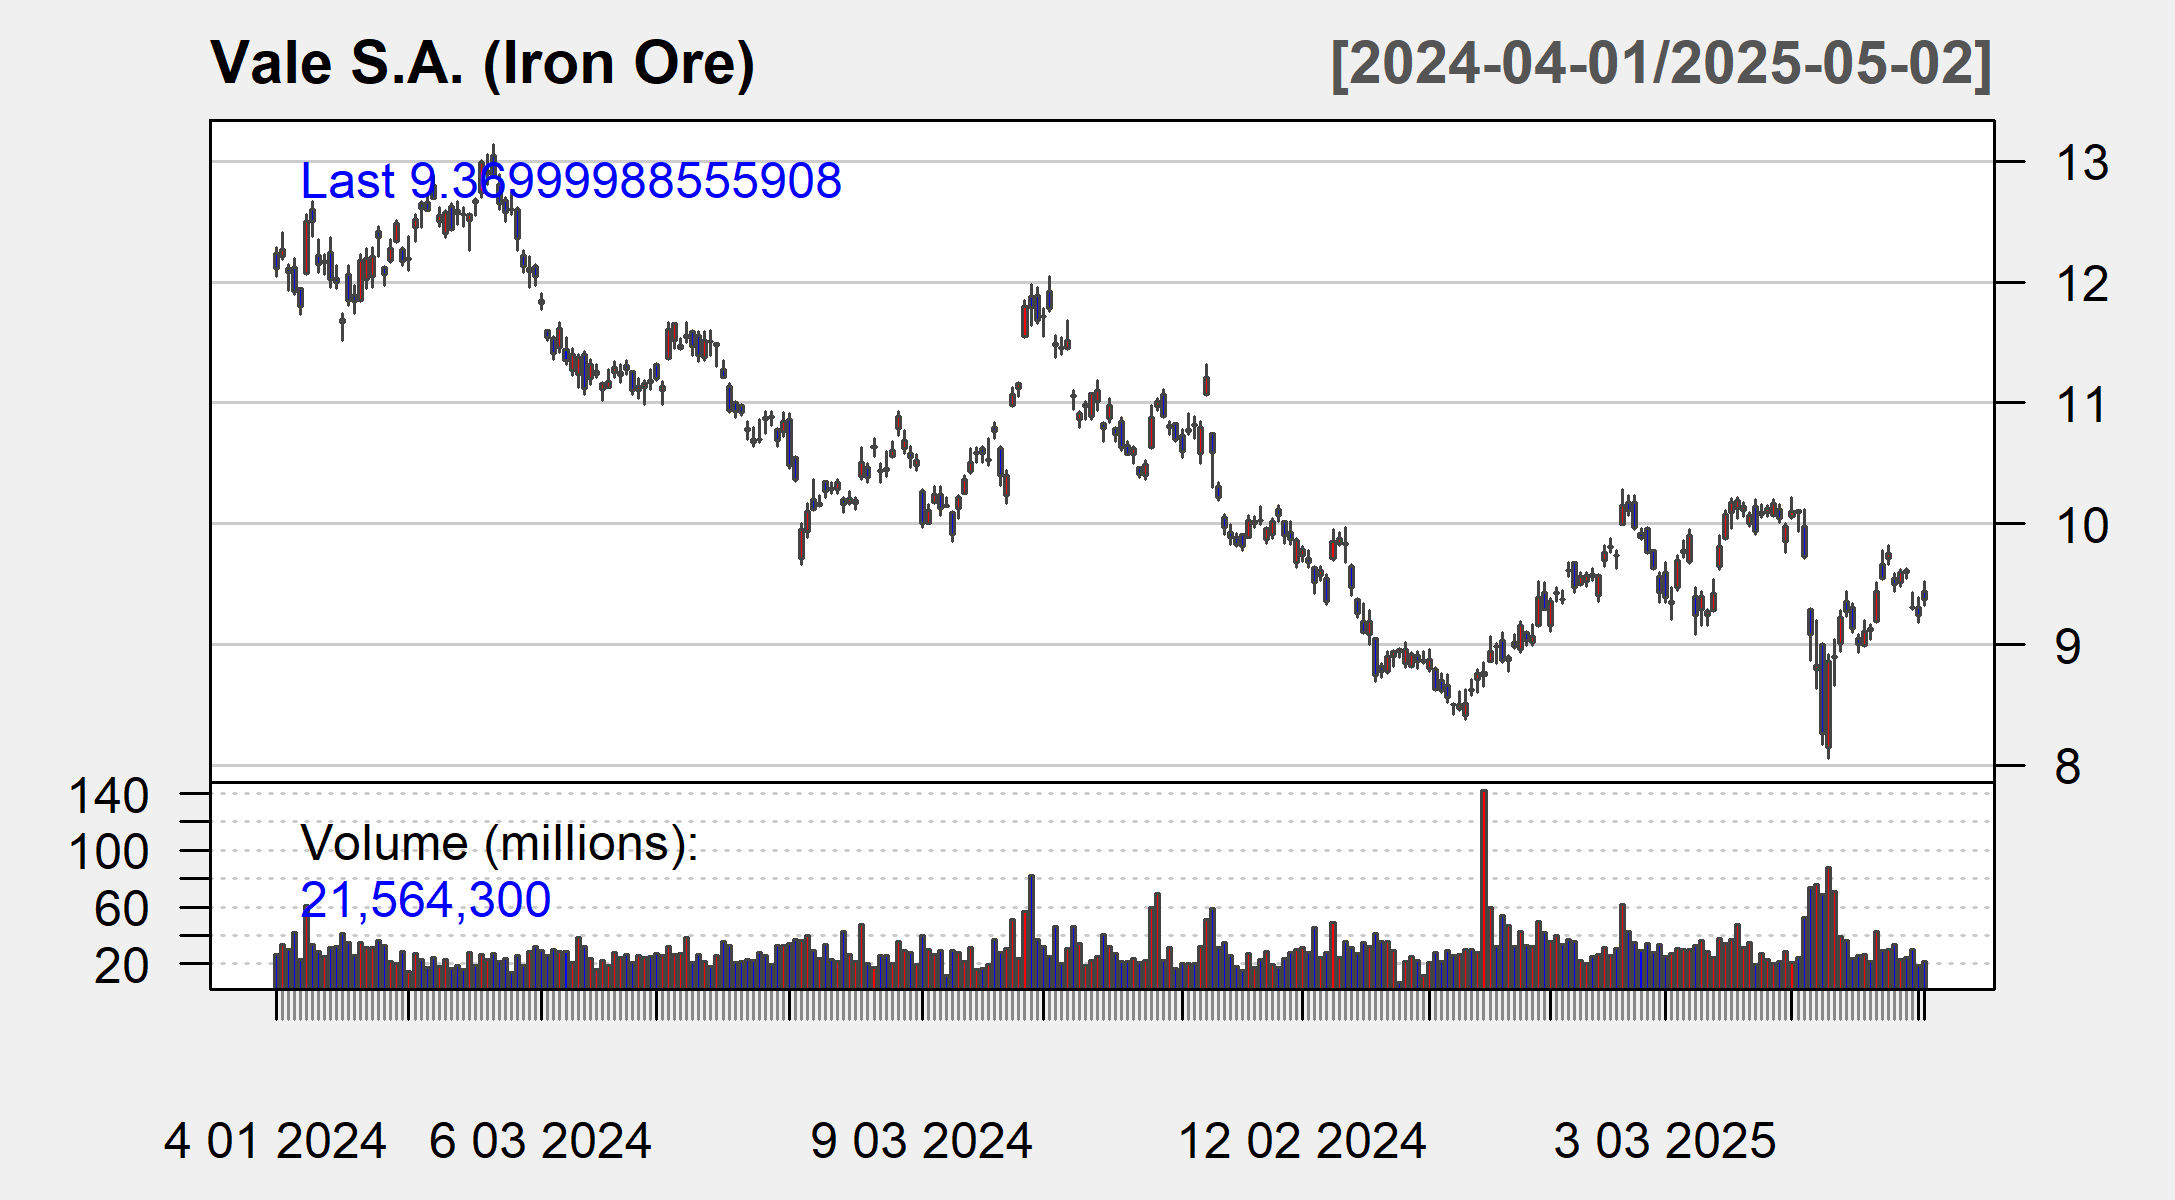 Vale S.A. (Iron Ore) [2024-04-01/2025-05-02]
Last 9.36999988555908
13
12
11
10
9
8
Volume (millions):
21,564,300
140
100
60
20
4 01 2024 6 03 2024 9 03 2024 12 02 2024 3 03 2025